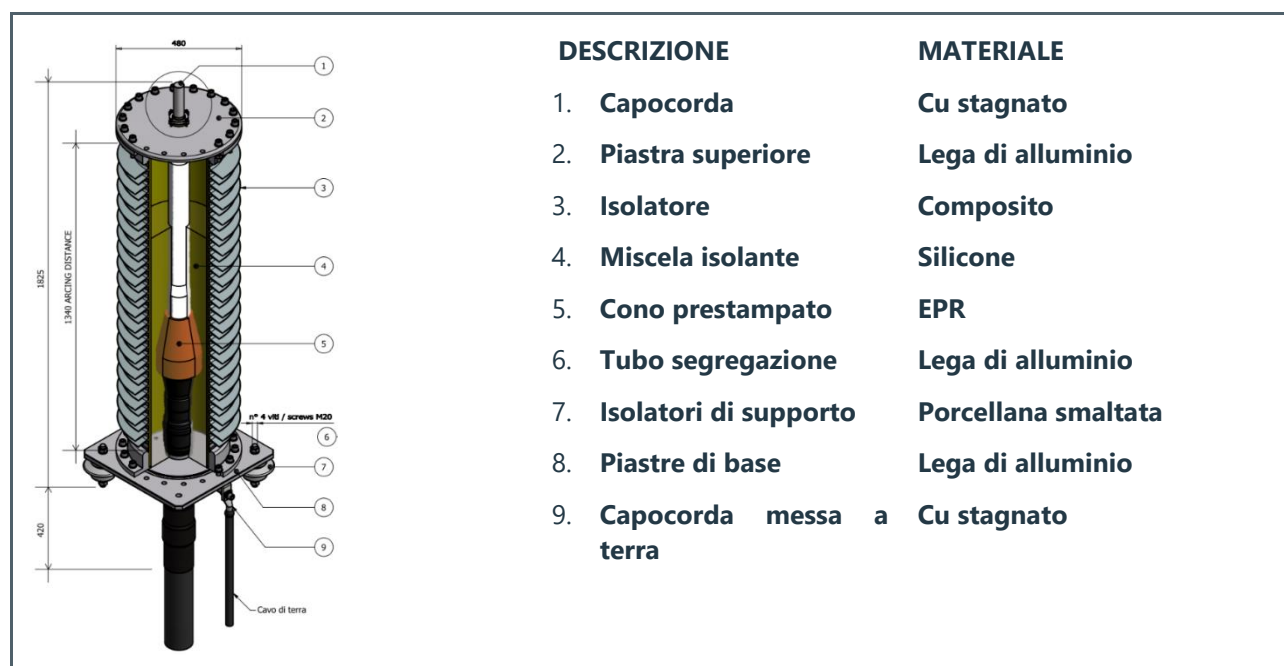 480
1
2
3
4
5
n° 4 viti / screws M20
6
7
8
9
1825
1340 ARCING DISTANCE
420
Cavo di terra
DESCRIZIONE MATERIALE
1. Capocorda Cu stagnato
2. Piastra superiore Lega di alluminio
3. Isolatore Composito
4. Miscela isolante Silicone
5. Cono prestampato EPR
6. Tubo segregazione Lega di alluminio
7. Isolatori di supporto Porcellana smaltata
8. Piastre di base Lega di alluminio
9. Capocorda messa a Cu stagnato
terra